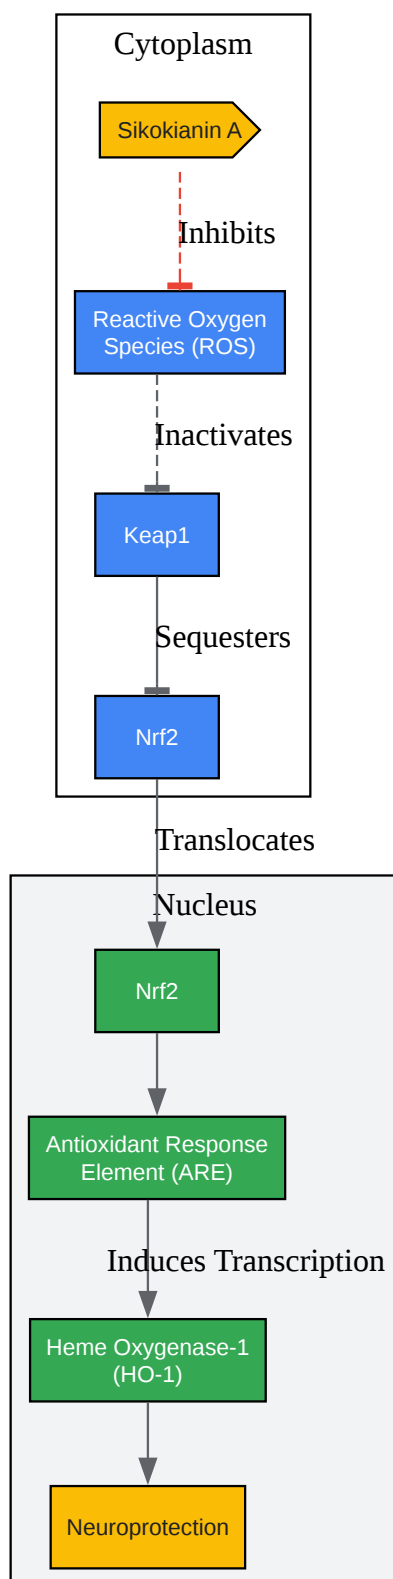 Cytoplasm
Sikokianin A
Inhibits
Reactive Oxygen
Species (ROS)
Inactivates
Keap1
Sequesters
Nrf2
Translocates
Nucleus
Nrf2
Antioxidant Response
Element (ARE)
Induces Transcription
Heme Oxygenase-1
(HO-1)
Neuroprotection